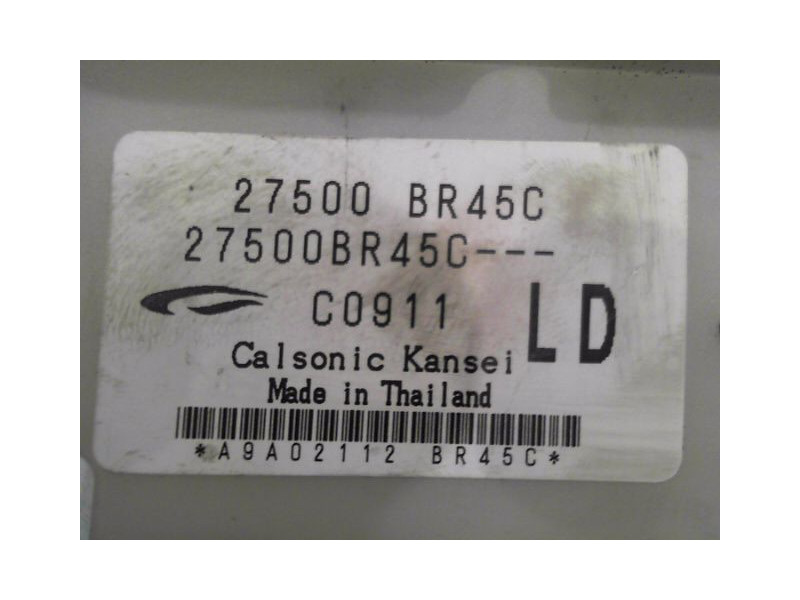 27500 BR45C
27500BR45C---
C0911
LD
Calsonic Kansei
Made in Thailand
*A9A02112 BR45C*